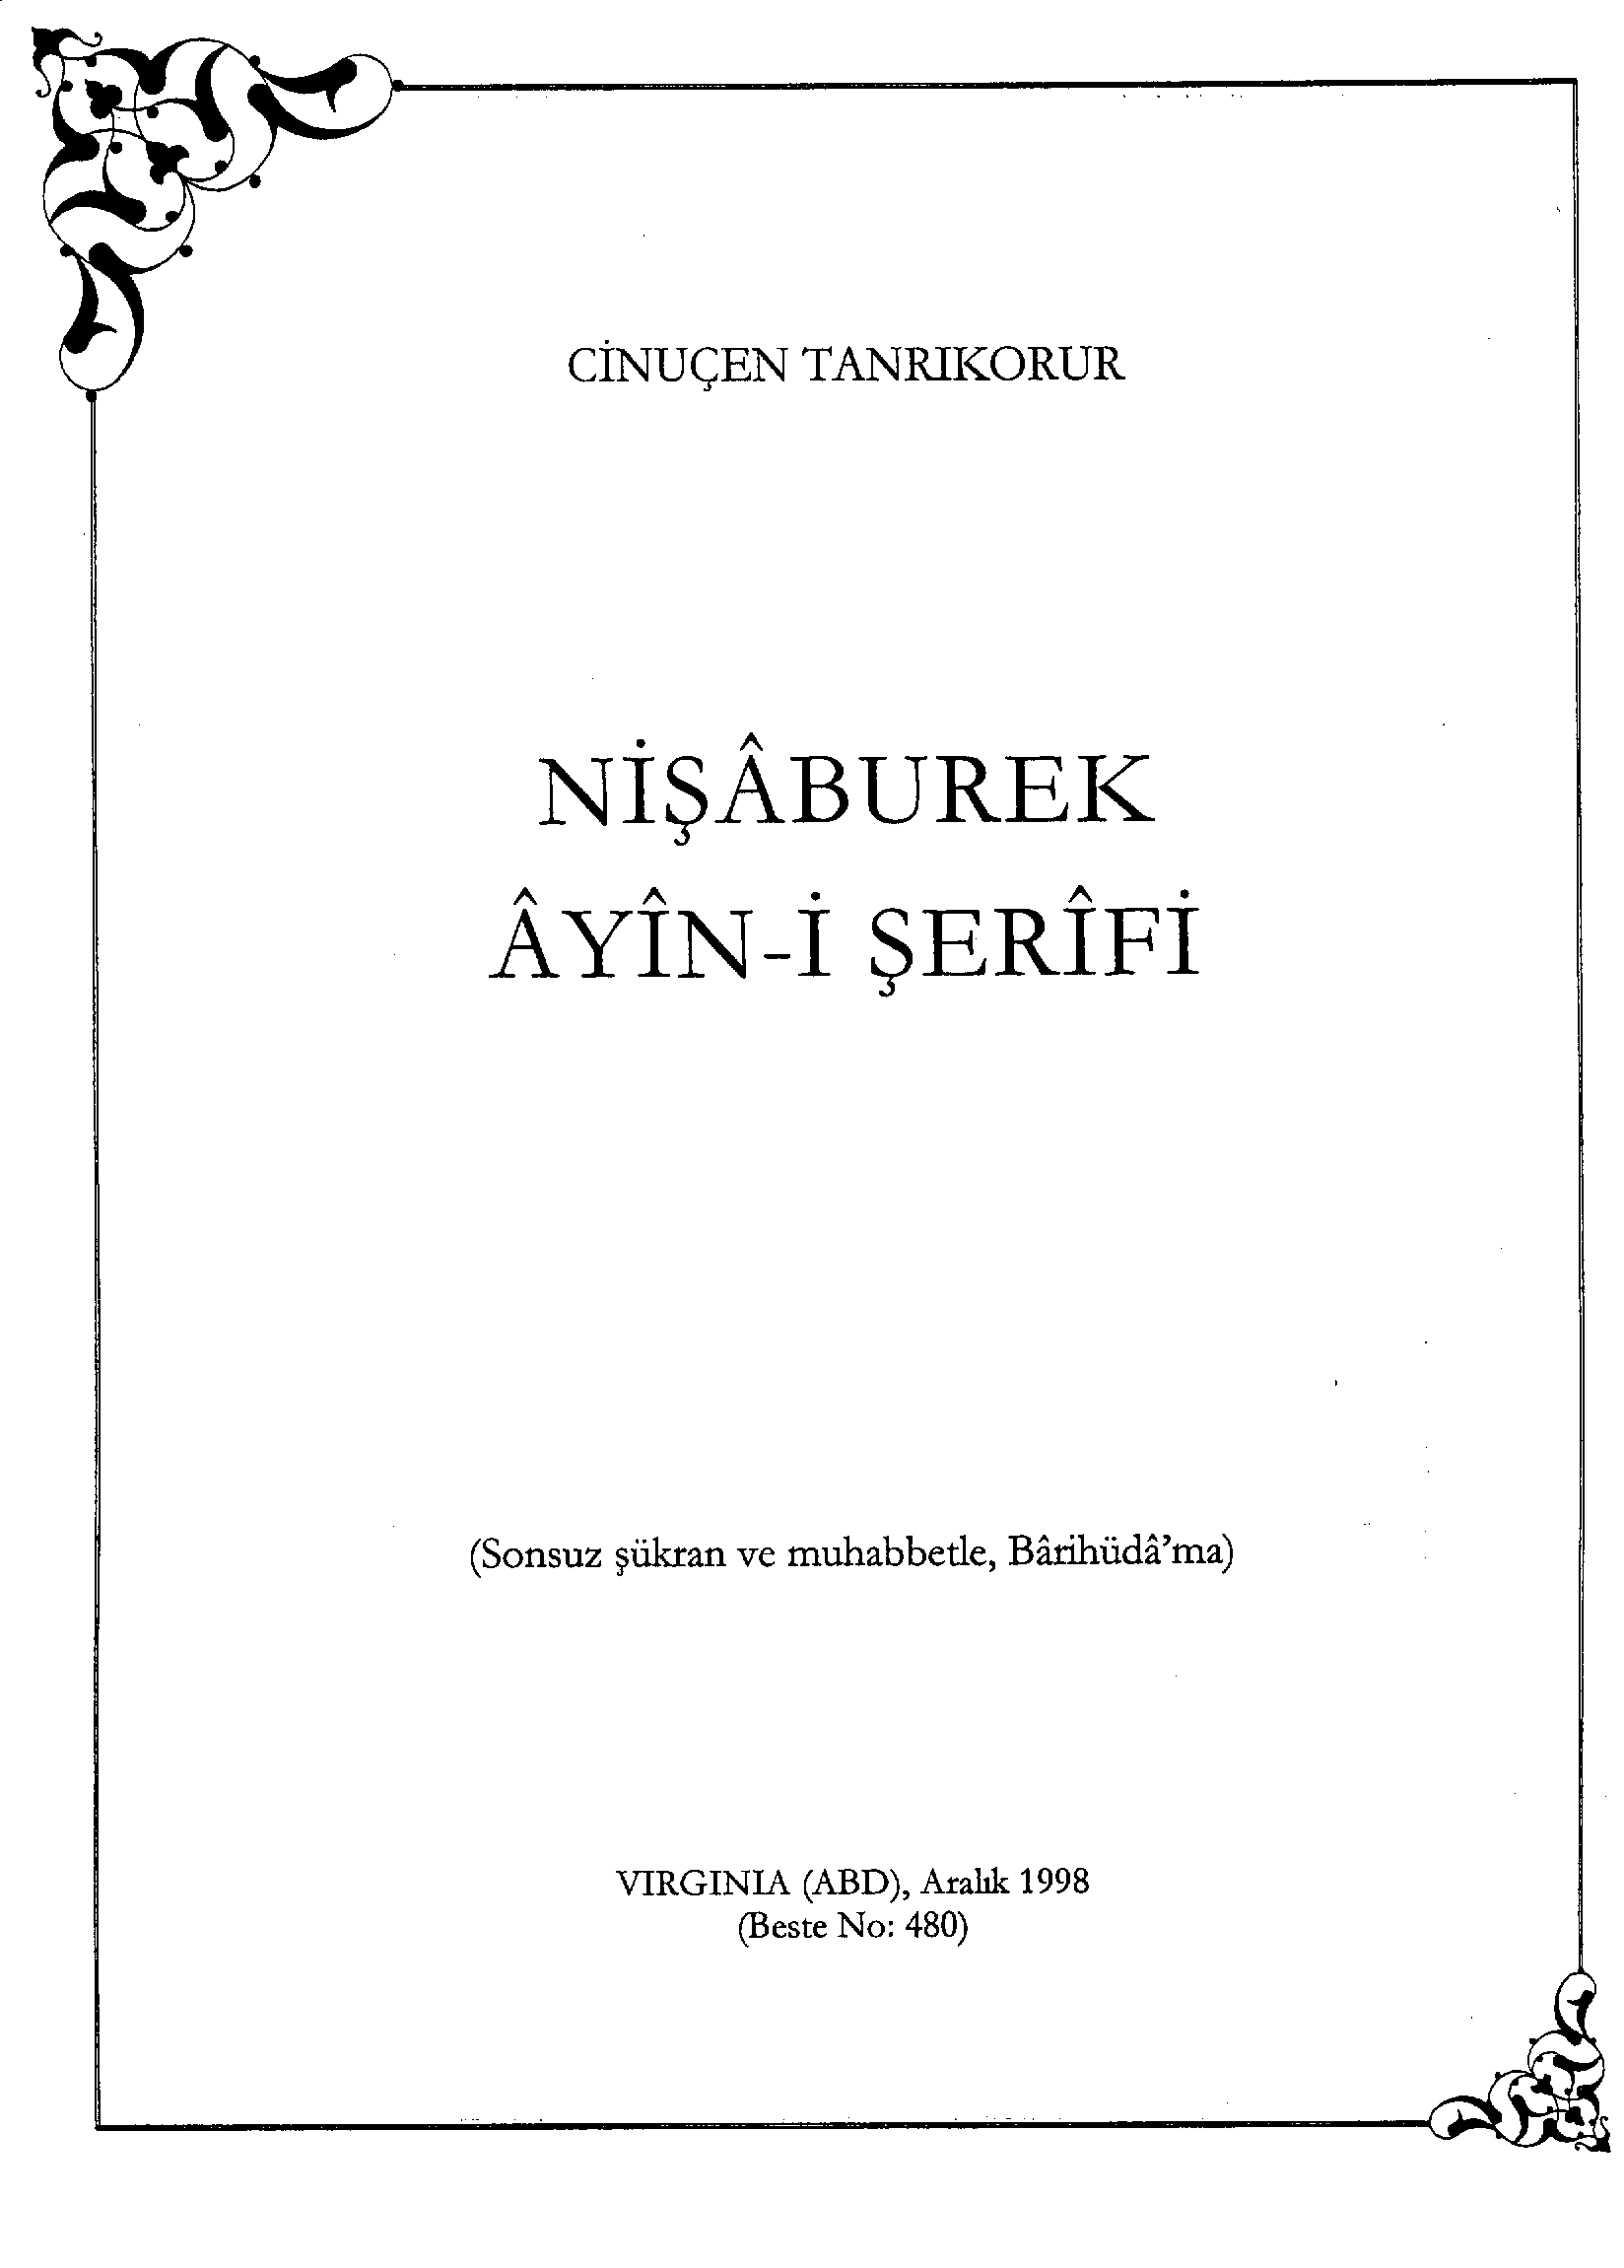 CİNUÇEN TANRIKORUR
NİŞÂBUREK
ÂYÎN-İ ŞERÎFİ
(Sonsuz şükran ve muhabbetle, Bârihüdâ'ma)
VIRGINIA (ABD), Aralık 1998
(Beste No: 480)